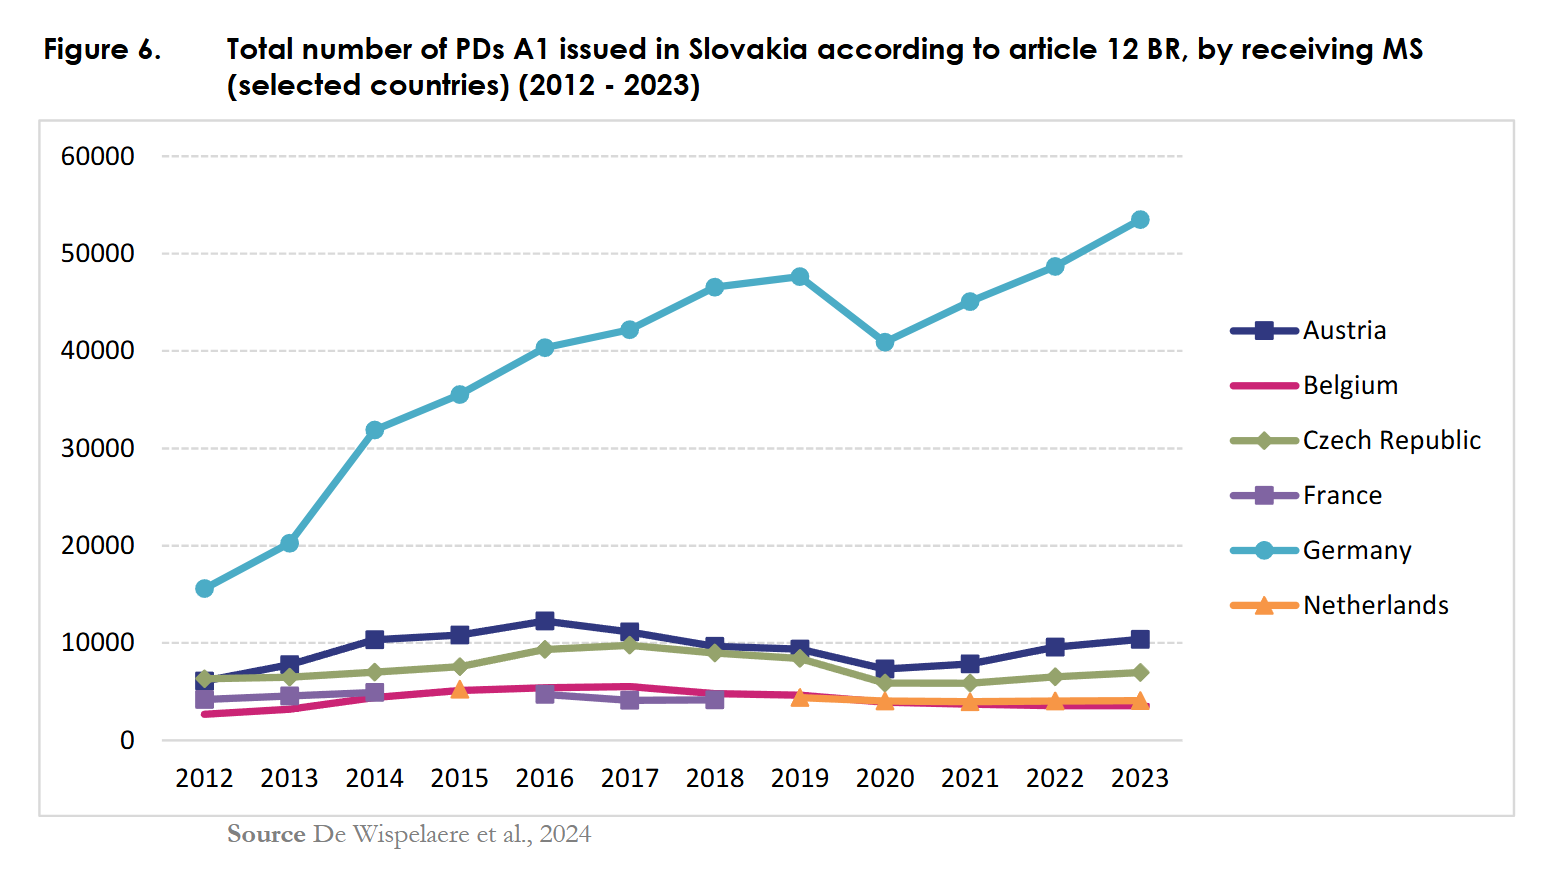 Figure 6. Total number of PDs A1 issued in Slovakia according to article 12 BR, by receiving MS
(selected countries) (2012 - 2023)
60000
50000
40000
30000
20000
10000
0
2012 2013 2014 2015 2016 2017 2018 2019 2020 2021 2022 2023
Austria
Belgium
Czech Republic
France
Germany
Netherlands
Source De Wispelaere et al., 2024